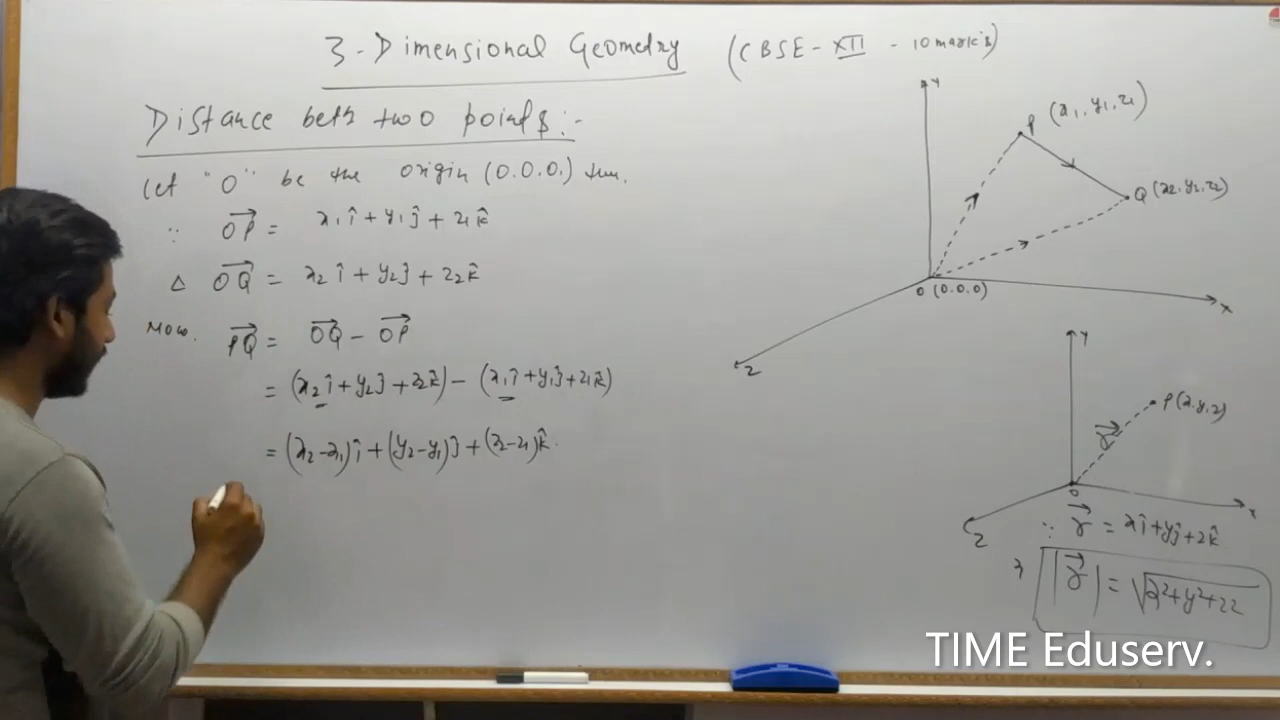 3-Dimensional Geometry (CBSE-XII - 10 mark's)
Distance beth two points:-
Let "O" be the origin (0.0.0.) then.
∵ OP⃗ = x₁î+y₁ĵ+z₁k̂
Δ OQ⃗ = x₂î+y₂ĵ+z₂k̂
Now. PQ⃗ = OQ⃗ - OP⃗
= (x₂î+y₂ĵ+z₂k̂) - (x₁î+y₁ĵ+z₁k̂)
= (x₂-x₁)î+(y₂-y₁)ĵ+(z₂-z₁)k̂.
Y
P (x₁,y₁,z₁)
Q(x₂,y₂,z₂)
O (0.0.0)
X
Z
Y
P(x,y,z)
r⃗
O
X
Z
∵ r⃗ = xî+yĵ+zk̂
|r⃗| = √x²+y²+z²
TIME Eduserv.